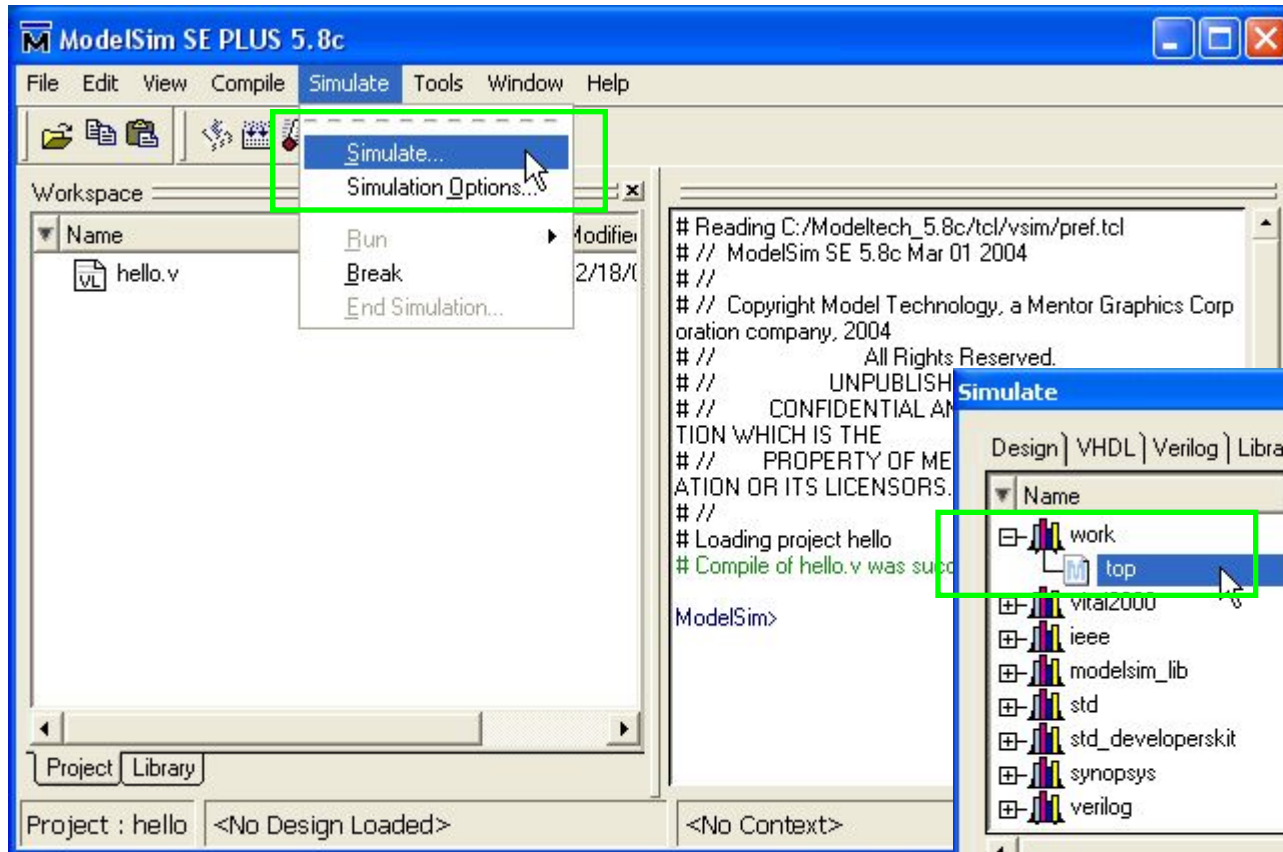 ModelSim SE PLUS 5.8c
File Edit View Compile Simulate Tools Window Help
Simulate...
Simulation Options...
Run
Break
End Simulation...
Workspace
Name
hello.v
2/18/0
Project Library
# Reading C:/Modeltech_5.8c/tcl/vsim/pref.tcl
# // ModelSim SE 5.8c Mar 01 2004
# //
# // Copyright Model Technology, a Mentor Graphics Corp
oration company, 2004
# // All Rights Reserved.
# // UNPUBLISH
# // CONFIDENTIAL AN
TION WHICH IS THE
# // PROPERTY OF ME
ATION OR ITS LICENSORS.
# //
# Loading project hello
# Compile of hello.v was succ
ModelSim>
Simulate
Design VHDL Verilog Libra
Name
work
top
vital2000
ieee
modelsim_lib
std
std_developerskit
synopsys
verilog
Project : hello <No Design Loaded> <No Context>